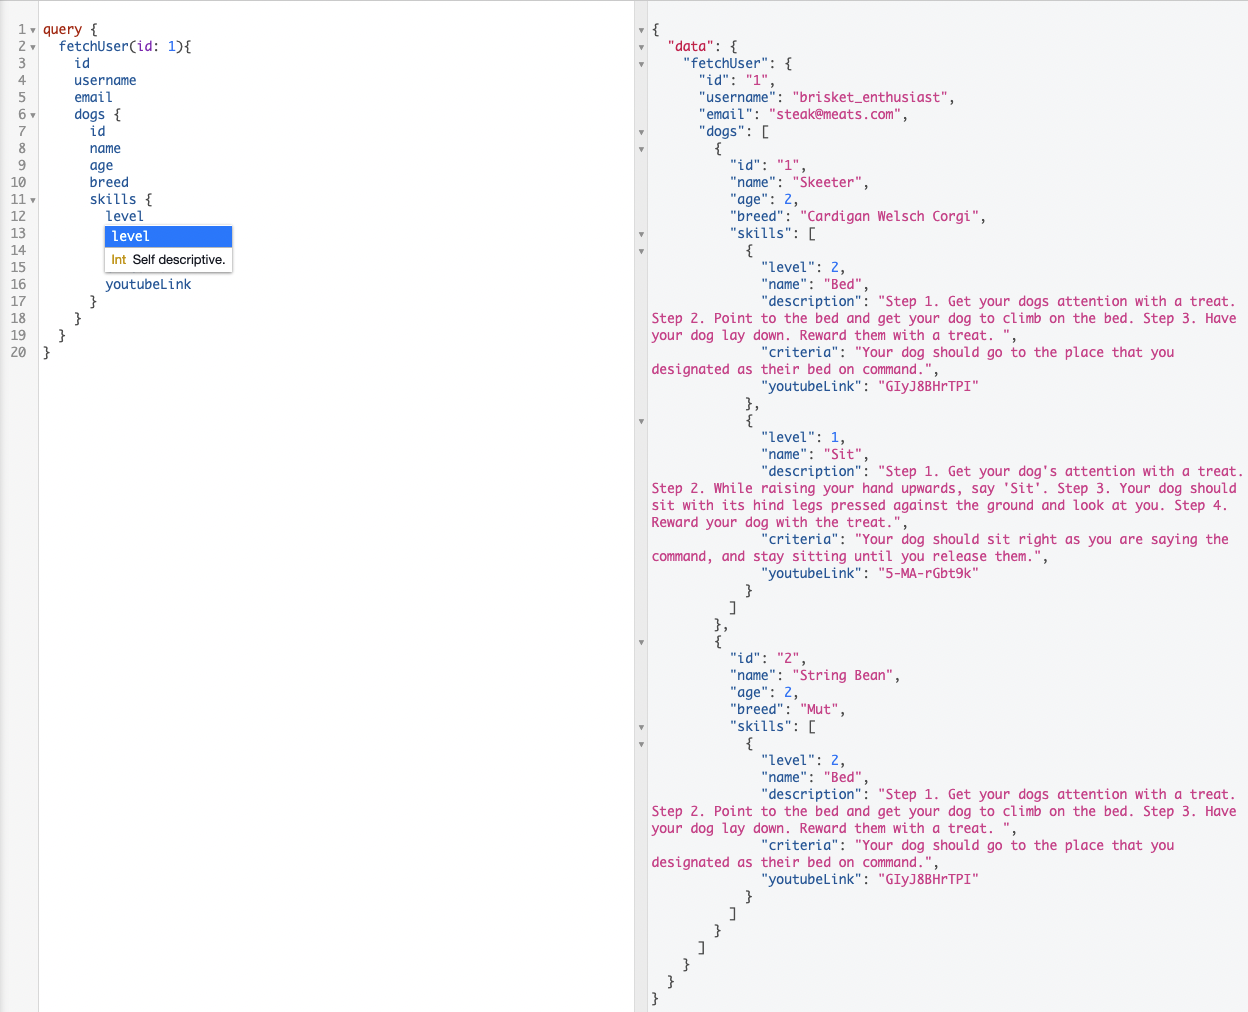 1 query {
2 fetchUser(id: 1){
3 id
4 username
5 email
6 dogs {
7 id
8 name
9 age
10 breed
11 skills {
12 level
13 level
14
15 Int Self descriptive.
16 youtubeLink
17 }
18 }
19 }
20 }
{
"data": {
"fetchUser": {
"id": "1",
"username": "brisket_enthusiast",
"email": "steak@meats.com",
"dogs": [
{
"id": "1",
"name": "Skeeter",
"age": 2,
"breed": "Cardigan Welsch Corgi",
"skills": [
{
"level": 2,
"name": "Bed",
"description": "Step 1. Get your dogs attention with a treat.
Step 2. Point to the bed and get your dog to climb on the bed. Step 3. Have
your dog lay down. Reward them with a treat. ",
"criteria": "Your dog should go to the place that you
designated as their bed on command.",
"youtubeLink": "GIyJ8BHrTPI"
},
{
"level": 1,
"name": "Sit",
"description": "Step 1. Get your dog's attention with a treat.
Step 2. While raising your hand upwards, say 'Sit'. Step 3. Your dog should
sit with its hind legs pressed against the ground and look at you. Step 4.
Reward your dog with the treat.",
"criteria": "Your dog should sit right as you are saying the
command, and stay sitting until you release them.",
"youtubeLink": "5-MA-rGbt9k"
}
]
},
{
"id": "2",
"name": "String Bean",
"age": 2,
"breed": "Mut",
"skills": [
{
"level": 2,
"name": "Bed",
"description": "Step 1. Get your dogs attention with a treat.
Step 2. Point to the bed and get your dog to climb on the bed. Step 3. Have
your dog lay down. Reward them with a treat. ",
"criteria": "Your dog should go to the place that you
designated as their bed on command.",
"youtubeLink": "GIyJ8BHrTPI"
}
]
}
]
}
}
}